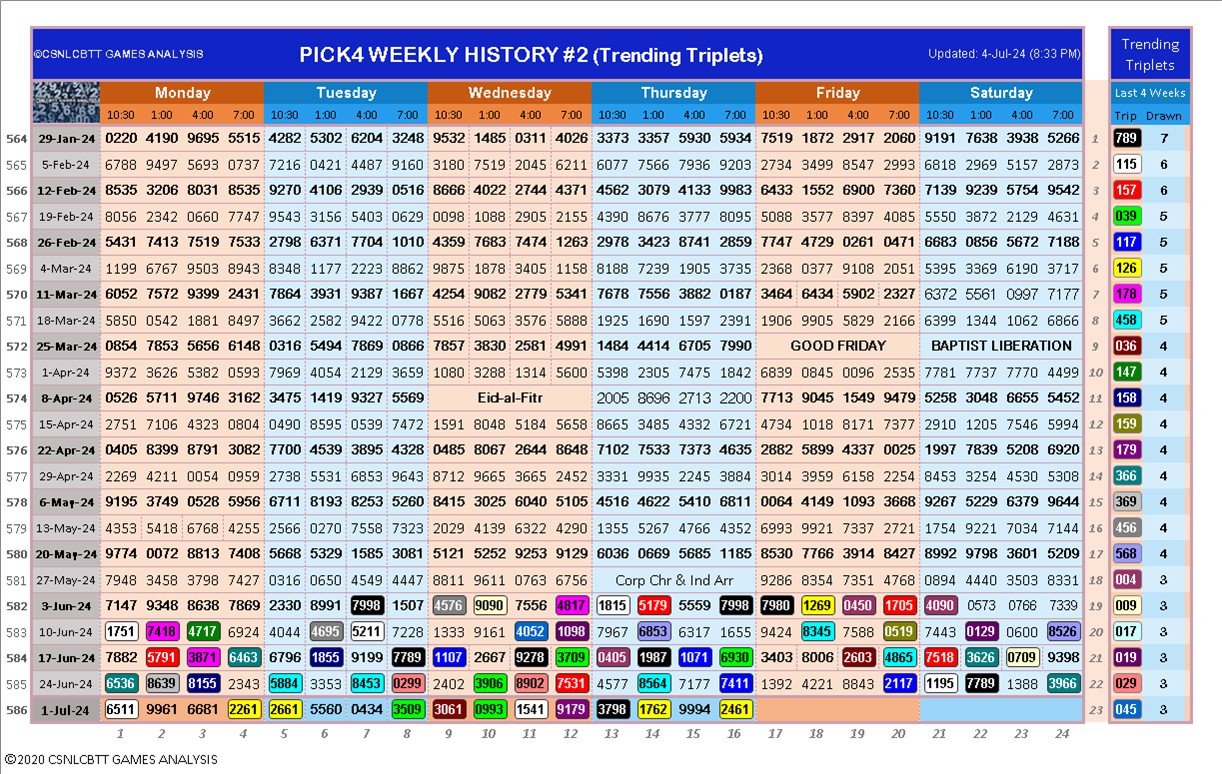 ©CSNLCBTT GAMES ANALYSIS PICK4 WEEKLY HISTORY #2 (Trending Triplets) Updated: 4-Jul-24 (8:33 PM) Trending Triplets
Monday Tuesday Wednesday Thursday Friday Saturday Last 4 Weeks
10:30 1:00 4:00 7:00 10:30 1:00 4:00 7:00 10:30 1:00 4:00 7:00 10:30 1:00 4:00 7:00 10:30 1:00 4:00 7:00 10:30 1:00 4:00 7:00 Trip Drawn
564 29-Jan-24 0220 4190 9695 5515 4282 5302 6204 3248 9532 1485 0311 4026 3373 3357 5930 5934 7519 1872 2917 2060 9191 7638 3938 5266 1 789 7
565 5-Feb-24 6788 9497 5693 0737 7216 0421 4487 9160 3180 7519 2045 6211 6077 7566 7936 9203 2734 3499 8547 2993 6818 2969 5157 2873 2 115 6
566 12-Feb-24 8535 3206 8031 8535 9270 4106 2939 0516 8666 4022 2744 4371 4562 3079 4133 9983 6433 1552 6900 7360 7139 9239 5754 9542 3 157 6
567 19-Feb-24 8056 2342 0660 7747 9543 3156 5403 0629 0098 1088 2905 2155 4390 8676 3777 8095 5088 3577 8397 4085 5550 3872 2129 4631 4 039 5
568 26-Feb-24 5431 7413 7519 7533 2798 6371 7704 1010 4359 7683 7474 1263 2978 3423 8741 2859 7747 4729 0261 0471 6683 0856 5672 7188 5 117 5
569 4-Mar-24 1199 6767 9503 8943 8348 1177 2223 8862 9875 1878 3405 1158 8188 7239 1905 3735 2368 0377 9105 2051 5395 3369 6190 3717 6 126 5
570 11-Mar-24 6052 7572 9399 2431 7864 3931 9387 1667 9254 9082 2779 5341 7678 7556 3882 0187 3464 6434 5902 2327 6372 5561 0997 7177 7 178 5
571 18-Mar-24 5850 0542 1881 8497 3662 2582 9422 0776 5516 5063 3576 5888 1925 1690 1597 2391 1906 9905 5829 2166 6399 1344 1062 6866 8 458 5
572 25-Mar-24 0854 7853 5656 6148 0316 5494 7869 0866 7857 3830 2581 4991 1484 4414 6705 7990 GOOD FRIDAY BAPTIST LIBERATION 9 036 4
573 1-Apr-24 9372 3626 5382 0593 7969 4054 2129 3659 1080 3288 1314 5600 5398 2305 7475 1842 6839 0845 0096 2535 7781 7737 7770 4499 10 147 4
574 8-Apr-24 0526 5711 9746 3162 3475 1419 9327 5569 Eid-al-Fitr 2005 8696 2713 2200 7713 9045 1549 9479 5258 3048 6655 5452 11 158 4
575 15-Apr-24 2751 7106 4323 0804 0490 8595 0539 7472 1591 8048 5184 5658 8665 3485 4332 6721 4734 1018 8171 7377 2910 1205 7546 5994 12 159 4
576 22-Apr-24 0405 8399 8791 3082 7700 4539 3895 4328 0485 8067 2644 8648 7102 7533 7373 4635 2882 5899 4337 0025 1997 7839 5208 6920 13 179 4
577 29-Apr-24 2269 4211 0054 0959 2738 5531 6853 9643 9712 9665 3665 2452 3331 9935 2245 3884 3014 3959 6158 2254 8453 3254 4530 5308 14 366 4
578 6-May-24 9195 3749 0528 5956 6711 8193 8253 5260 8415 3025 6040 5105 4516 4622 5410 6811 0064 4149 1093 3668 9267 5229 6379 9644 15 369 4
579 13-May-24 4353 5418 6768 4255 2566 0270 7558 7323 2029 4139 6322 4290 1355 5267 4766 4352 6993 9921 7337 2721 1754 9221 7034 7144 16 456 4
580 20-May-24 9774 0072 8813 7408 5668 5329 1585 3081 5121 5252 9253 9129 6036 0669 5685 1185 8530 7766 3914 8427 8992 9798 3601 5209 17 568 4
581 27-May-24 7948 3458 3798 7427 0316 0650 4549 4447 8811 9611 0763 6756 Corp Chr & Ind Arr 9286 8354 7351 4768 0894 4440 3503 8331 18 004 3
582 3-Jun-24 7147 9348 8638 7869 2330 8991 7998 1507 4576 9090 7556 4817 1815 5179 5559 7998 7980 1269 0450 1705 4090 0573 0766 7339 19 009 3
583 10-Jun-24 1751 7418 4717 6924 4044 4695 5211 7228 1333 9161 4052 1098 7967 6853 6317 1655 9424 8345 7588 0519 7443 0129 0600 8526 20 017 3
584 17-Jun-24 7882 5791 3871 6463 6796 1855 9199 7789 1107 2667 9278 3709 0405 1987 1071 6930 3403 8006 2603 4865 7518 3626 0709 9398 21 019 3
585 24-Jun-24 6536 8639 8155 2343 5884 3353 8453 0299 2402 3906 8902 7531 4577 8564 7177 7411 1392 4221 8843 2117 1195 7789 1388 3966 22 029 3
586 1-Jul-24 6511 9961 6681 2261 2661 5560 0434 3509 3061 0993 1541 9179 3798 1762 9994 2461 23 045 3
1 2 3 4 5 6 7 8 9 10 11 12 13 14 15 16 17 18 19 20 21 22 23 24
©2020 CSNLCBTT GAMES ANALYSIS